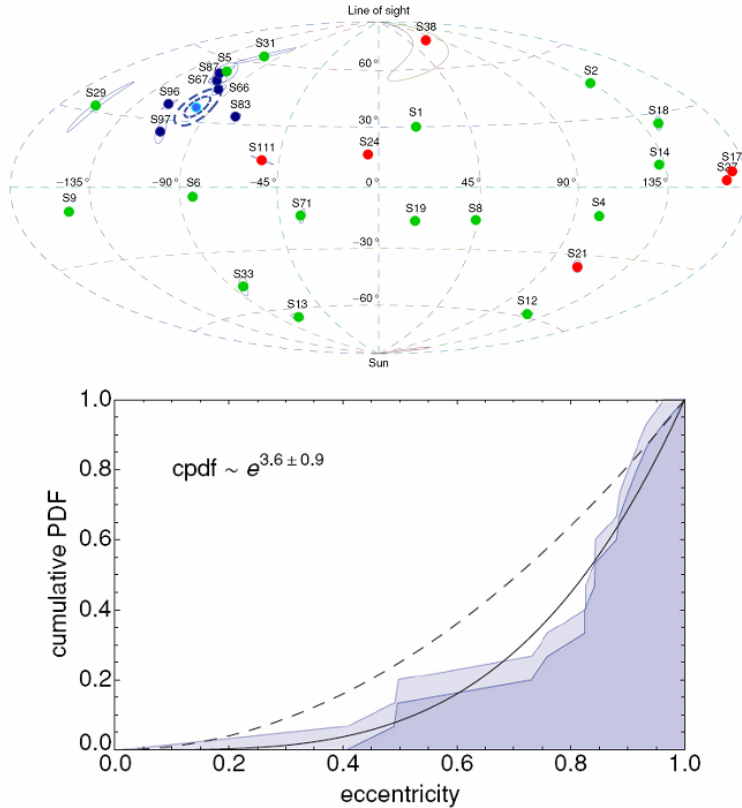 Line of sight
S38
S31
S5
S87
60°
S2
S67
S66
S29
S96
S83
S18
S97
30°
S1
S24
S111
S14
S17
S27
−135°
−90°
−45°
0°
45°
90°
135°
S6
S9
S71
S19
S8
S4
−30°
S21
S33
−60°
S13
S12
Sun
1.0
cpdf ~ e^3.6 ± 0.9
0.8
0.6
cumulative PDF
0.4
0.2
0.0
0.0 0.2 0.4 0.6 0.8 1.0
eccentricity